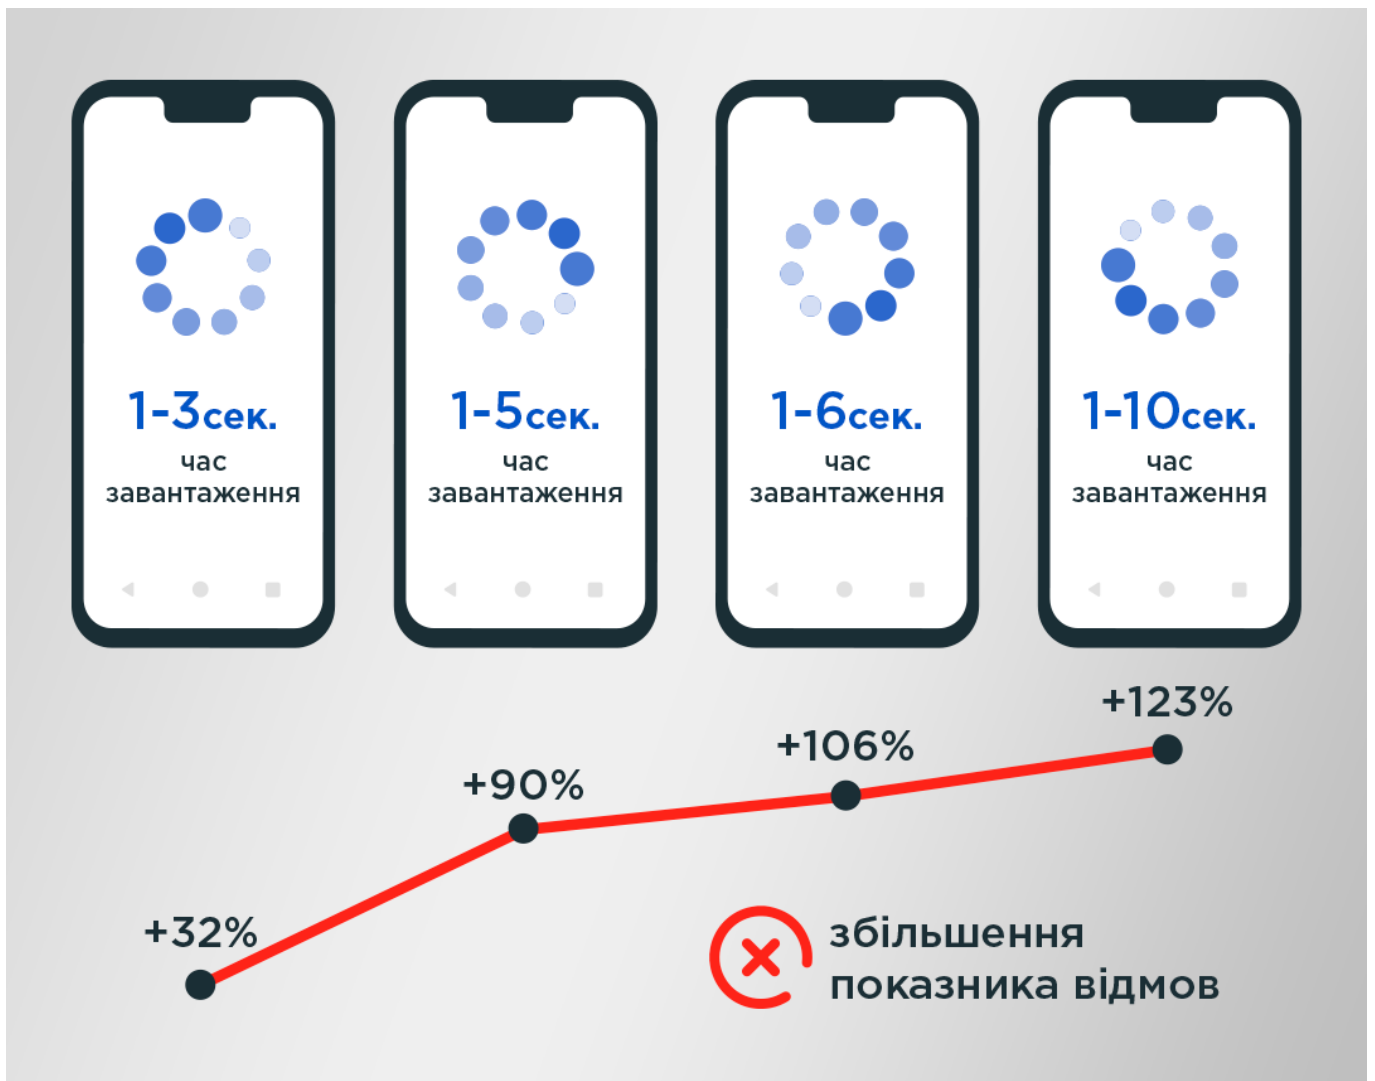 1-3сек.
час
завантаження
1-5сек.
час
завантаження
1-6сек.
час
завантаження
1-10сек.
час
завантаження
+32%
+90%
+106%
+123%
збільшення
показника відмов